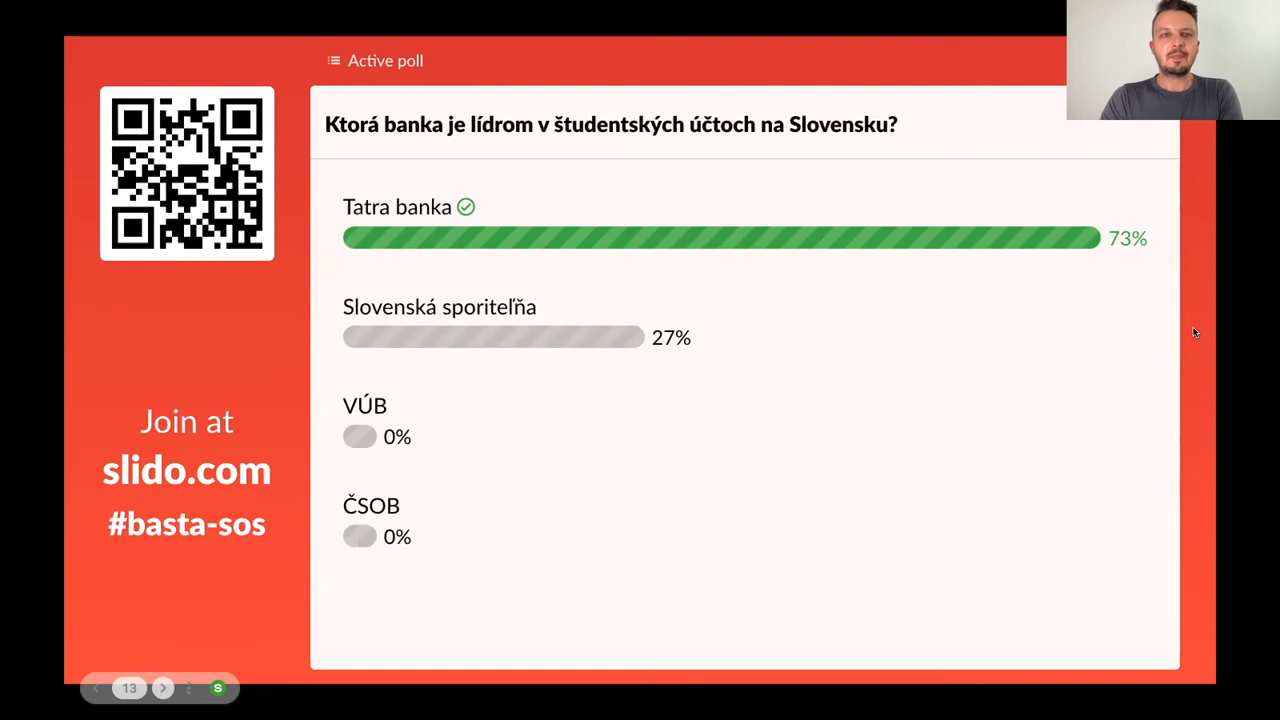 Active poll
Ktorá banka je lídrom v študentských účtoch na Slovensku?
Tatra banka
73%
Slovenská sporiteľňa
27%
VÚB
0%
ČSOB
0%
Join at
slido.com
#basta-sos
13
S